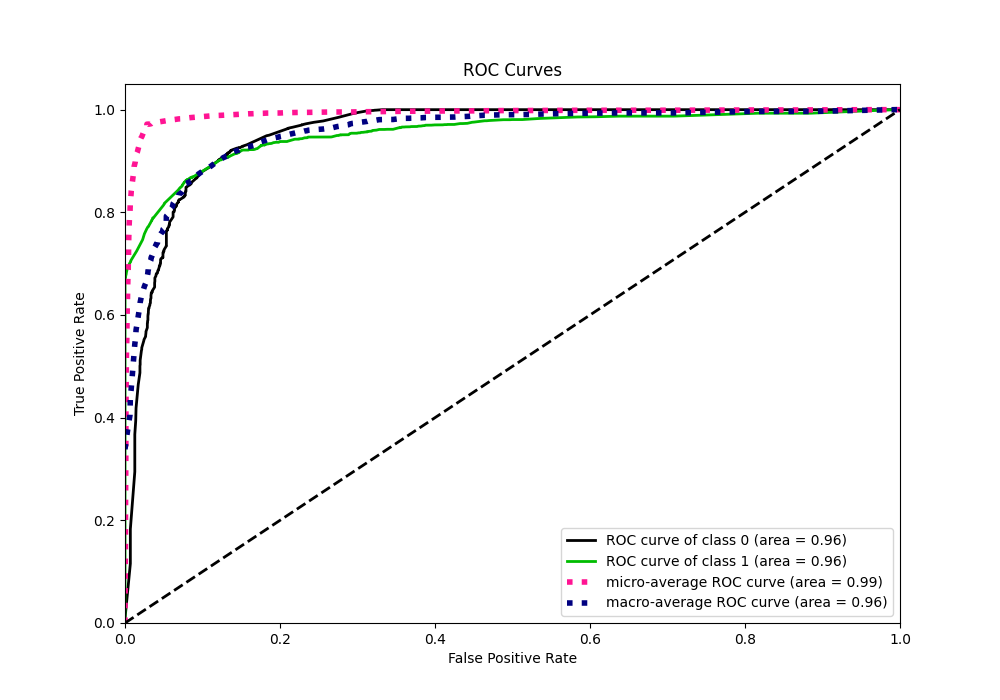 ROC Curves
1.0
0.8
0.6
0.4
0.2
0.0
True Positive Rate
ROC curve of class 0 (area = 0.96)
ROC curve of class 1 (area = 0.96)
micro-average ROC curve (area = 0.99)
macro-average ROC curve (area = 0.96)
0.0 0.2 0.4 0.6 0.8 1.0
False Positive Rate